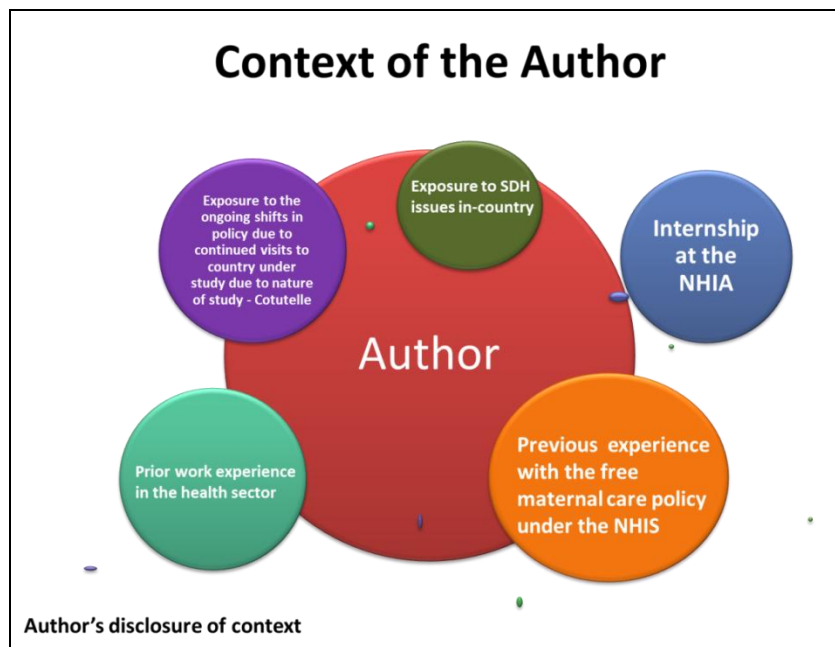 Context of the Author
Exposure to the
ongoing shifts in
policy due to
continued visits to
country under
study due to nature
of study - Cotutelle
Exposure to SDH
issues in-country
Internship
at the
NHIA
Author
Prior work experience
in the health sector
Previous experience
with the free
maternal care policy
under the NHIS
Author's disclosure of context